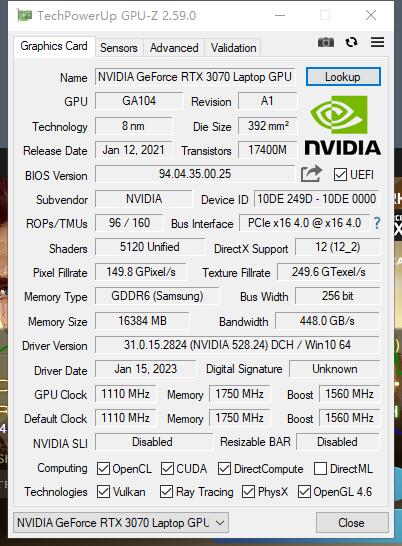 TechPowerUp GPU-Z 2.59.0
Graphics Card Sensors Advanced Validation
Name NVIDIA GeForce RTX 3070 Laptop GPU Lookup
GPU GA104 Revision A1
Technology 8 nm Die Size 392 mm²
Release Date Jan 12, 2021 Transistors 17400M
NVIDIA
BIOS Version 94.04.35.00.25 UEFI
Subvendor NVIDIA Device ID 10DE 249D - 10DE 0000
ROPs/TMUs 96 / 160 Bus Interface PCIe x16 4.0 @ x16 4.0 ?
Shaders 5120 Unified DirectX Support 12 (12_2)
Pixel Fillrate 149.8 GPixel/s Texture Fillrate 249.6 GTexel/s
Memory Type GDDR6 (Samsung) Bus Width 256 bit
Memory Size 16384 MB Bandwidth 448.0 GB/s
Driver Version 31.0.15.2824 (NVIDIA 528.24) DCH / Win10 64
Driver Date Jan 15, 2023 Digital Signature Unknown
GPU Clock 1110 MHz Memory 1750 MHz Boost 1560 MHz
Default Clock 1110 MHz Memory 1750 MHz Boost 1560 MHz
NVIDIA SLI Disabled Resizable BAR Disabled
Computing OpenCL CUDA DirectCompute DirectML
Technologies Vulkan Ray Tracing PhysX OpenGL 4.6
NVIDIA GeForce RTX 3070 Laptop GPU Close